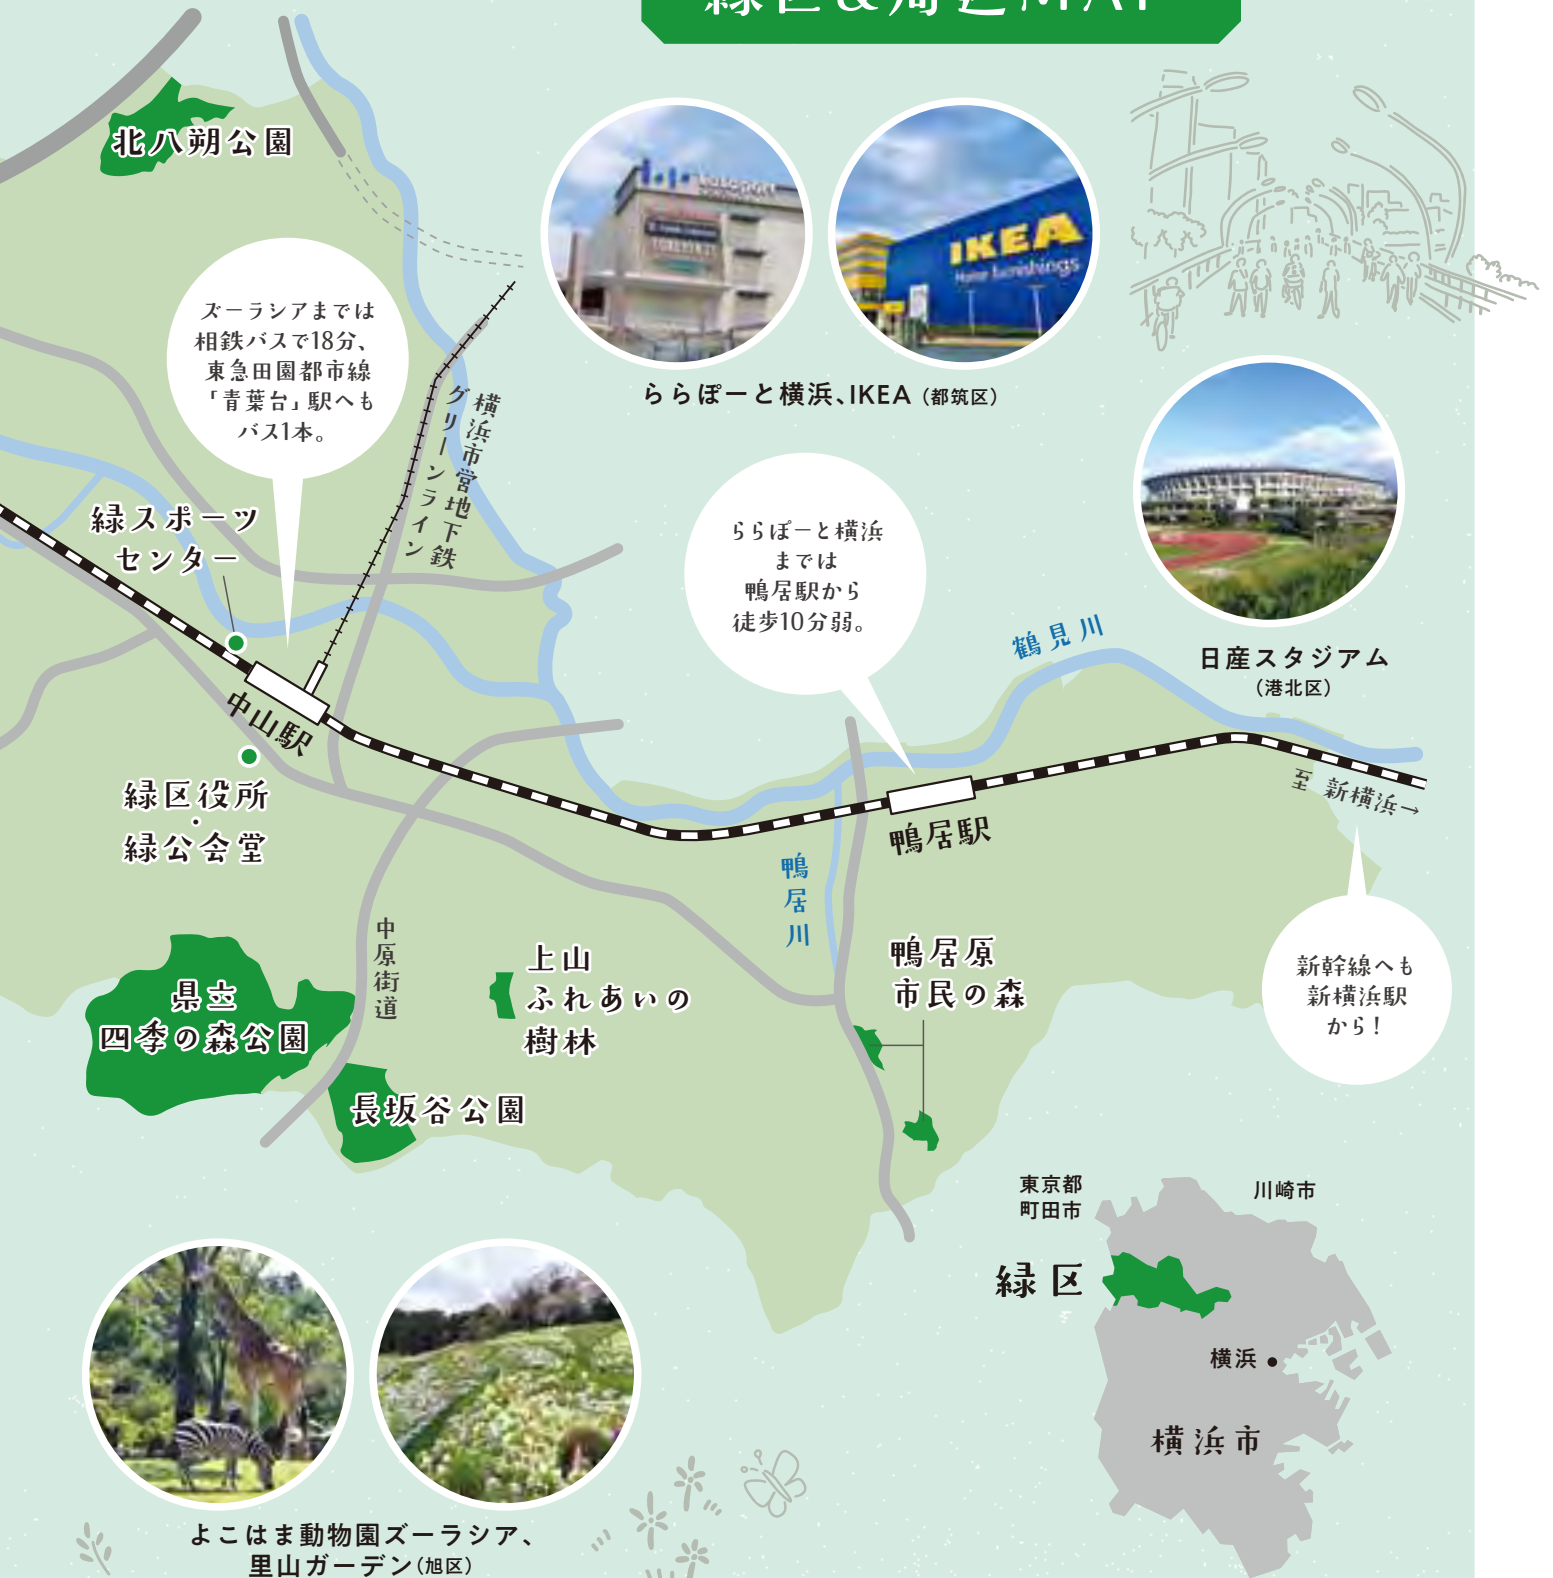 緑区&周辺MAP
北八朔公園
ズーラシアまでは
相鉄バスで18分、
東急田園都市線
「青葉台」駅へも
バス1本。
IKEA
Home furnishings
ららぽーと横浜、IKEA（都筑区）
横浜市営地下鉄
グリーンライン
緑スポーツ
センター
ららぽーと横浜
までは
鴨居駅から
徒歩10分弱。
鶴見川
日産スタジアム
（港北区）
中山駅
緑区役所
・
緑公会堂
至 新横浜→
鴨居駅
鴨居川
中原街道
上山
ふれあいの
樹林
鴨居原
市民の森
新幹線へも
新横浜駅
から！
県立
四季の森公園
長坂谷公園
東京都
町田市
川崎市
緑区
横浜
横浜市
よこはま動物園ズーラシア、
里山ガーデン（旭区）